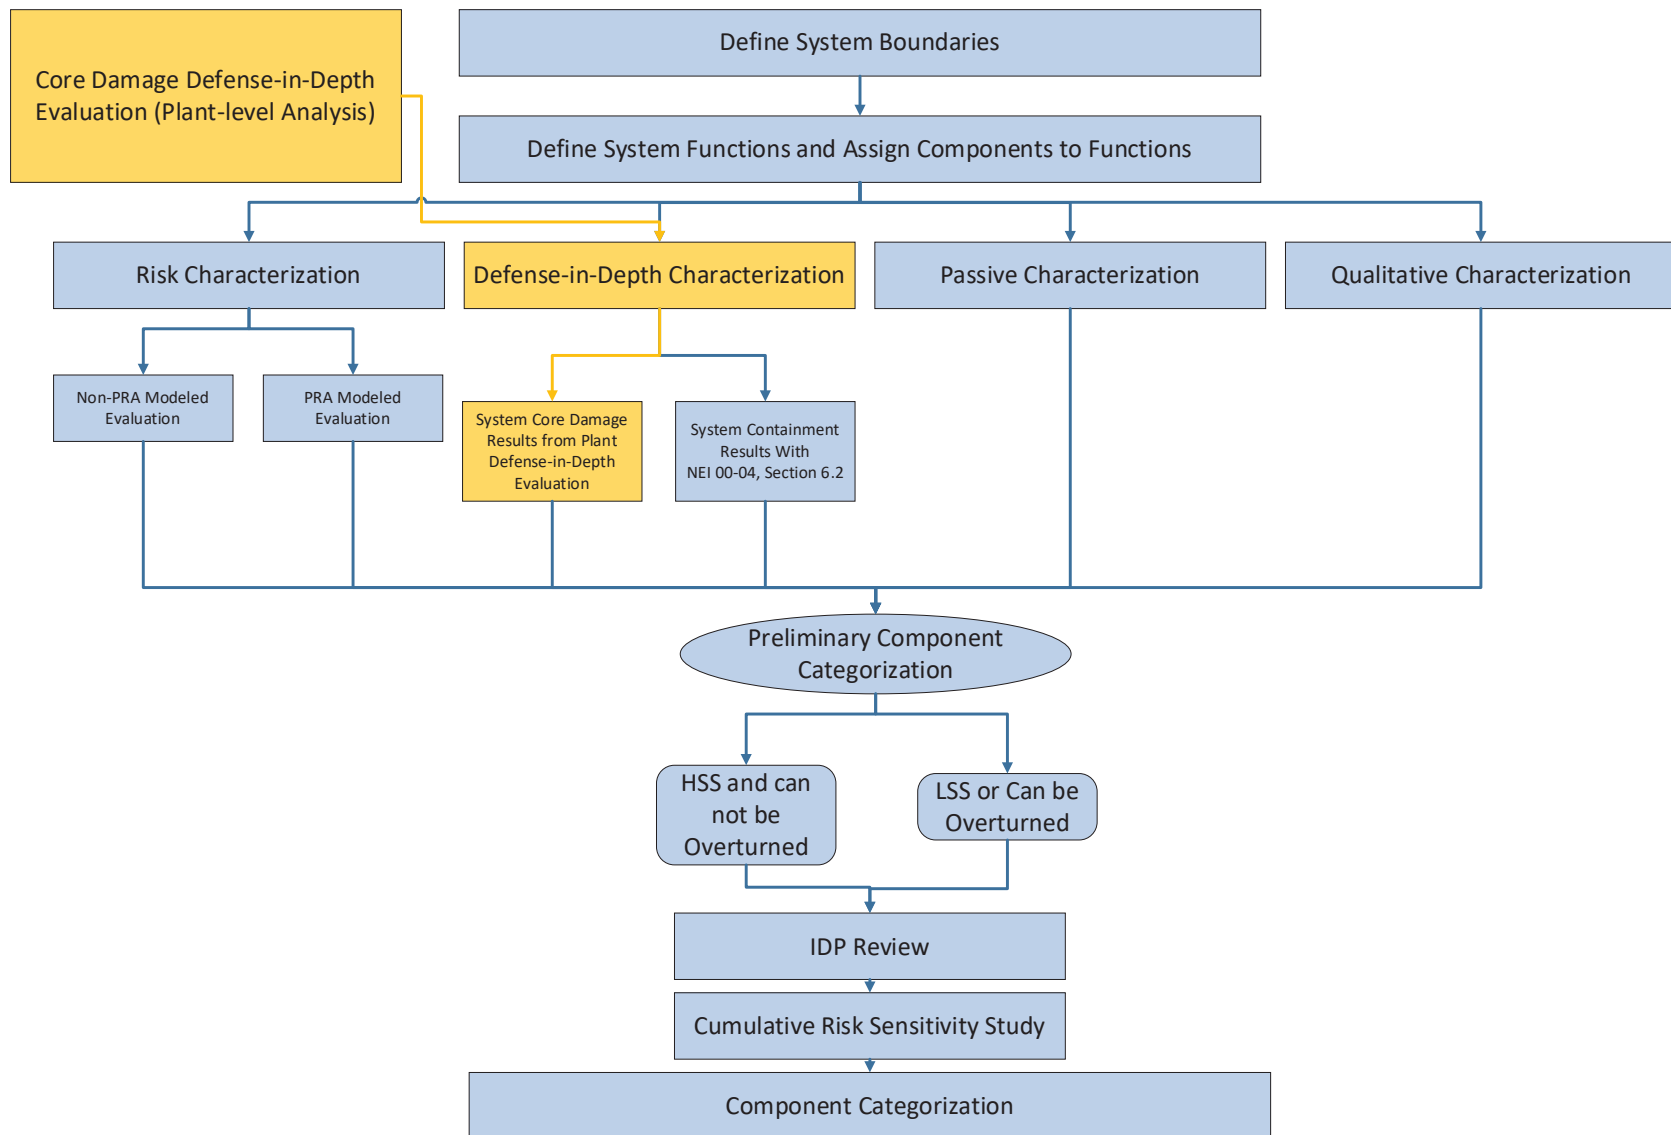 Core Damage Defense-in-Depth
Evaluation (Plant-level Analysis)
Define System Boundaries
Define System Functions and Assign Components to Functions
Risk Characterization
Defense-in-Depth Characterization
Passive Characterization
Qualitative Characterization
Non-PRA Modeled
Evaluation
PRA Modeled
Evaluation
System Core Damage
Results from Plant
Defense-in-Depth
Evaluation
System Containment
Results With
NEI 00-04, Section 6.2
Preliminary Component
Categorization
HSS and can
not be
Overturned
LSS or Can be
Overturned
IDP Review
Cumulative Risk Sensitivity Study
Component Categorization